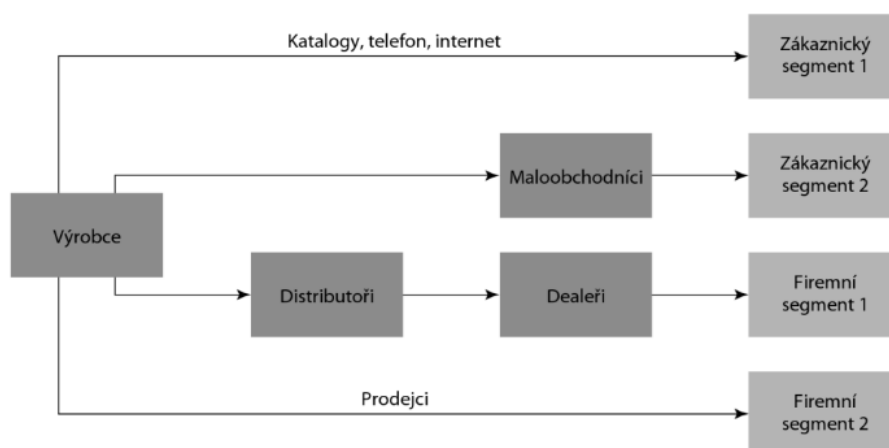 Katalogy, telefon, internet
Zákaznický
segment 1
Maloobchodníci
Zákaznický
segment 2
Výrobce
Distributoři
Dealeři
Firemní
segment 1
Prodejci
Firemní
segment 2